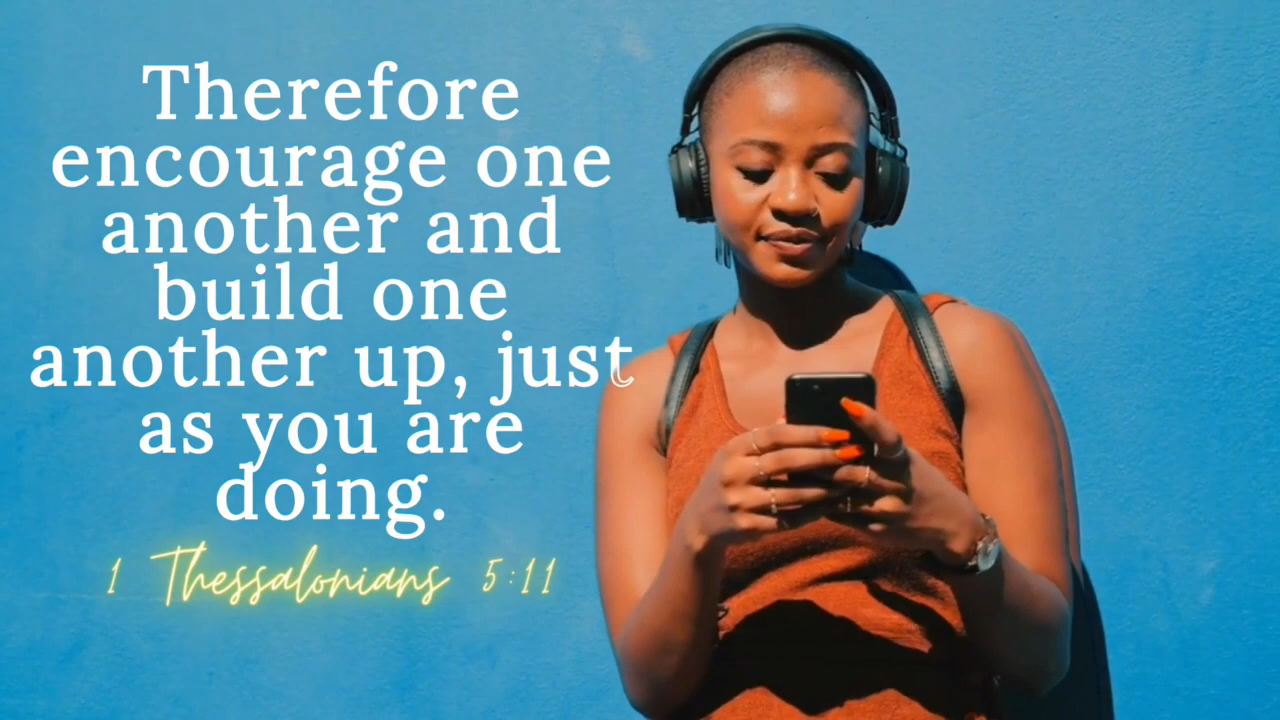 Therefore
encourage one
another and
build one
another up, just
as you are
doing.
1 Thessalonians 5:11